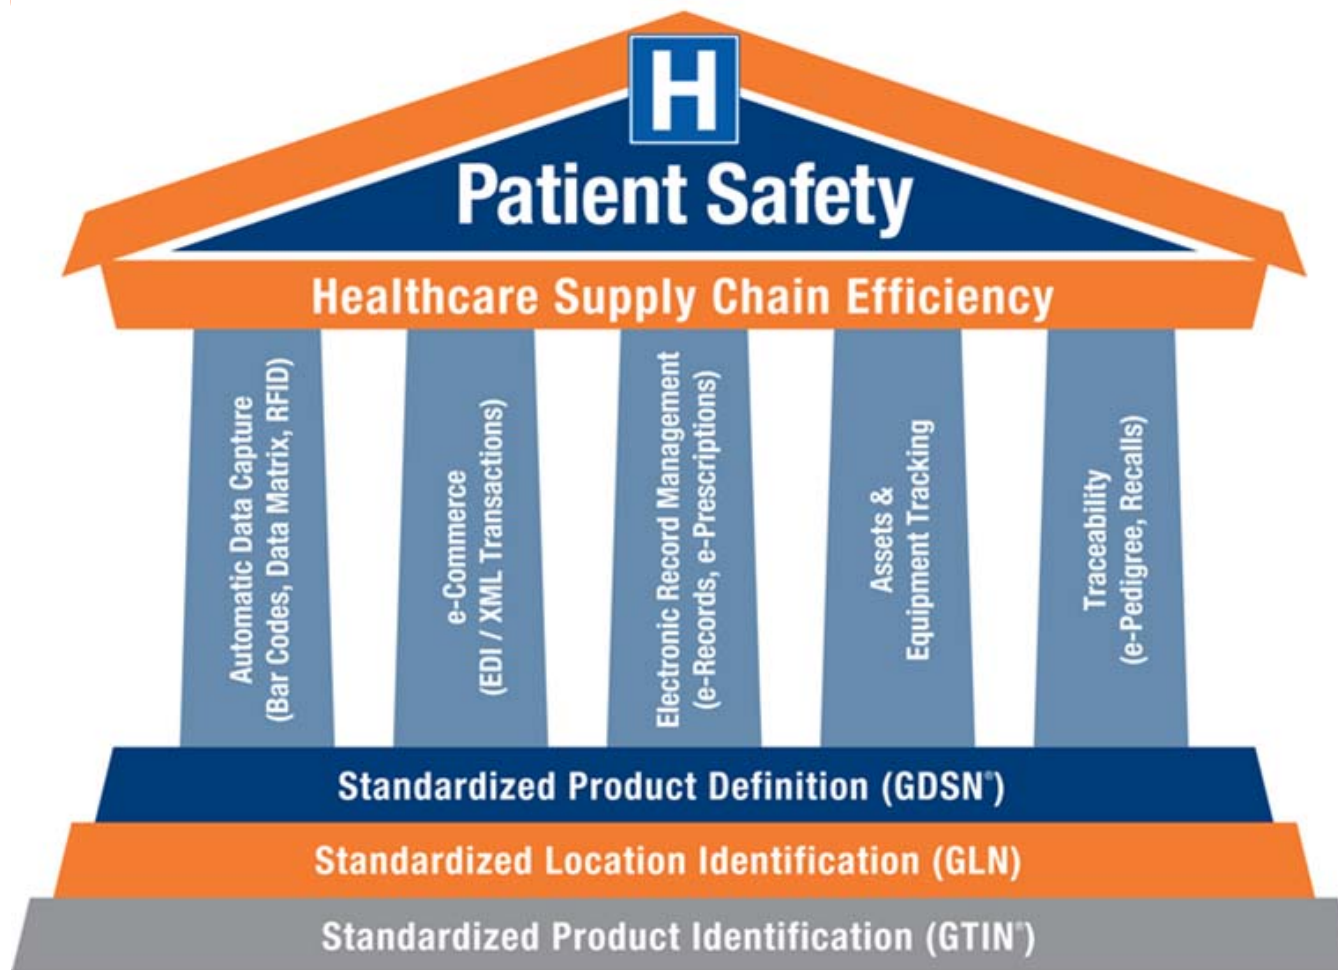 H
Patient Safety
Healthcare Supply Chain Efficiency
Automatic Data Capture
(Bar Codes, Data Matrix, RFID)
e-Commerce
(EDI / XML Transactions)
Electronic Record Management
(e-Records, e-Prescriptions)
Assets &
Equipment Tracking
Traceability
(e-Pedigree, Recalls)
Standardized Product Definition (GDSN®)
Standardized Location Identification (GLN)
Standardized Product Identification (GTIN®)